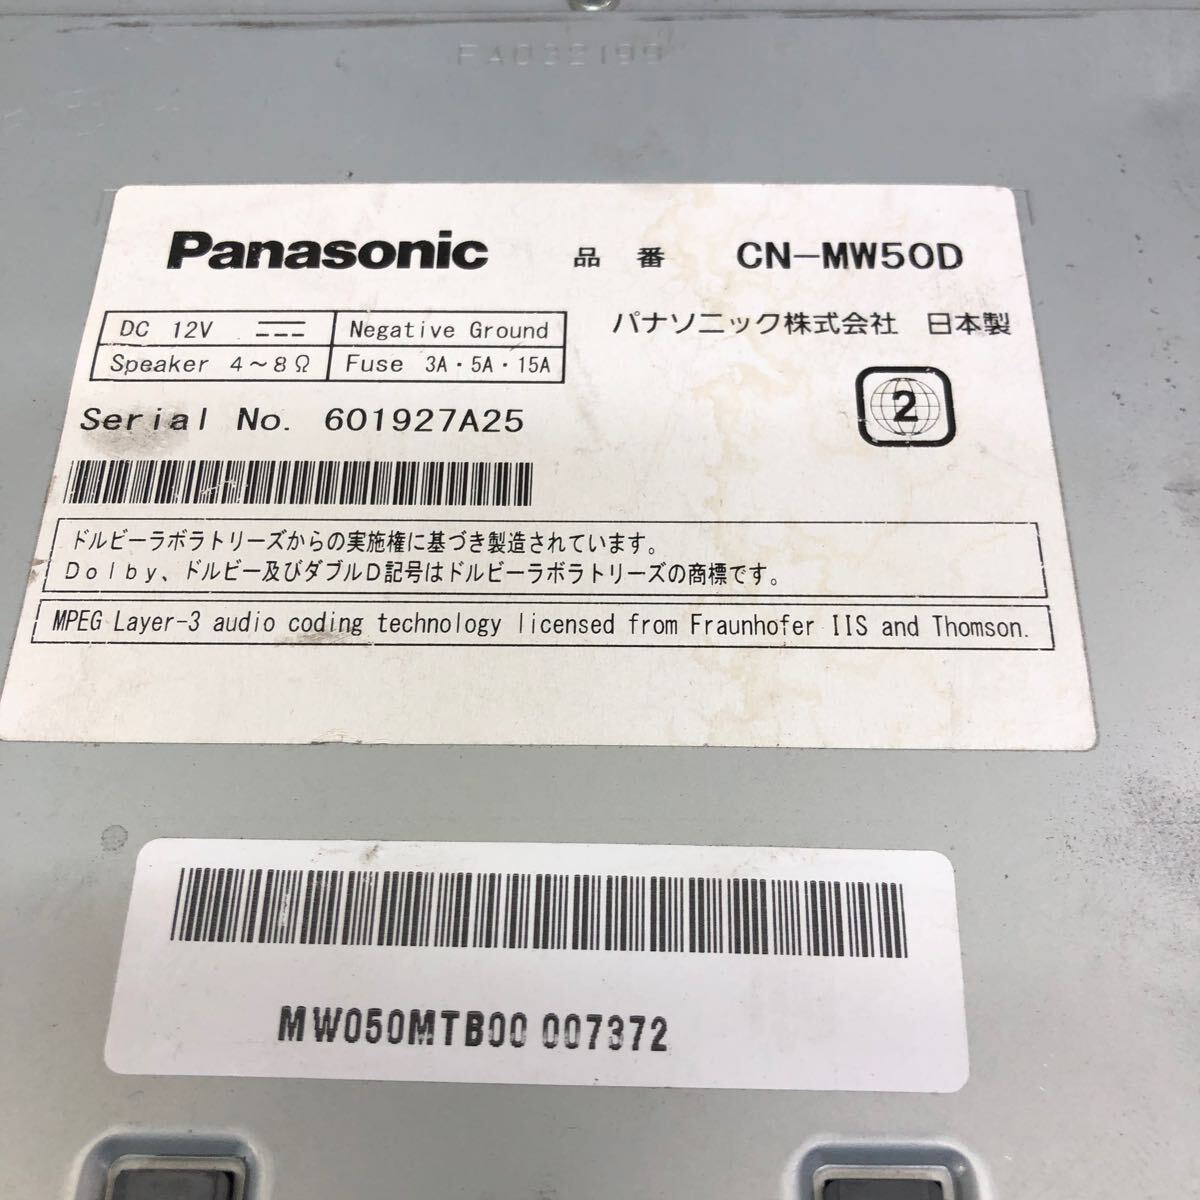 FA032199
Panasonic 品 番 CN-MW50D
DC 12V Negative Ground
Speaker 4～8Ω Fuse 3A・5A・15A
パナソニック株式会社 日本製
Serial No. 601927A25
2
ドルビーラボラトリーズからの実施権に基づき製造されています。
Dolby、ドルビー及びダブルD記号はドルビーラボラトリーズの商標です。
MPEG Layer-3 audio coding technology licensed from Fraunhofer IIS and Thomson.
MW050MTB00 007372